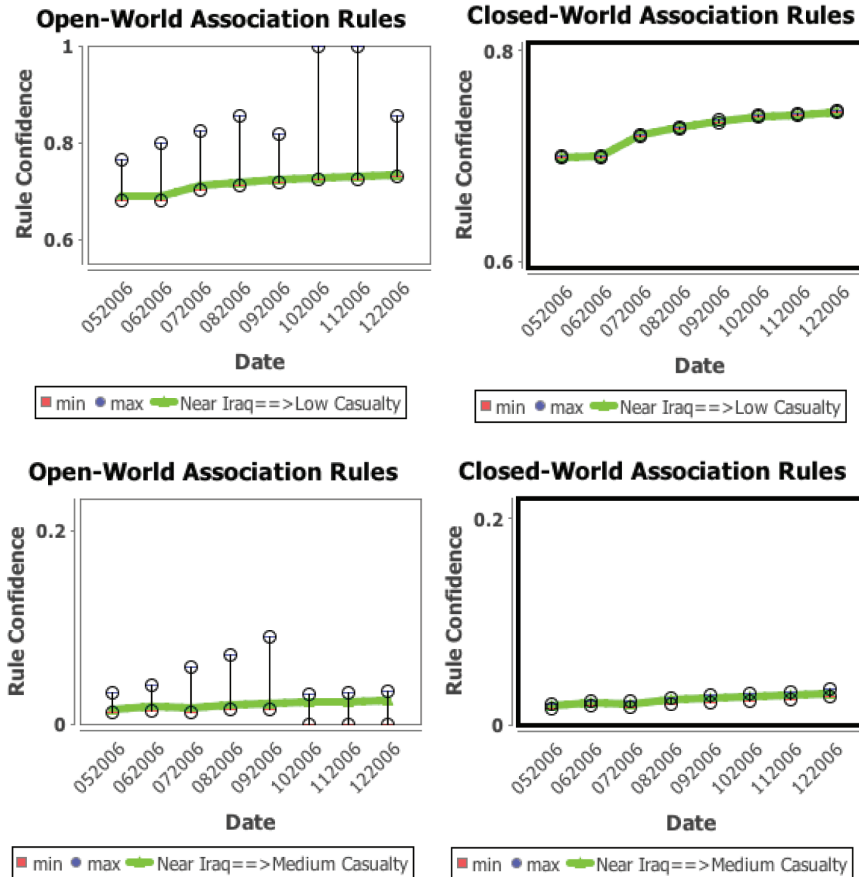 Open-World Association Rules
Rule Confidence
1
0.8
0.6
052006
062006
072006
082006
092006
102006
112006
122006
Date
min max Near Iraq==>Low Casualty
Closed-World Association Rules
Rule Confidence
0.8
0.6
052006
062006
072006
082006
092006
102006
112006
122006
Date
min max Near Iraq==>Low Casualty
Open-World Association Rules
Rule Confidence
0.2
0
052006
062006
072006
082006
092006
102006
112006
122006
Date
min max Near Iraq==>Medium Casualty
Closed-World Association Rules
Rule Confidence
0.2
0
052006
062006
072006
082006
092006
102006
112006
122006
Date
min max Near Iraq==>Medium Casualty